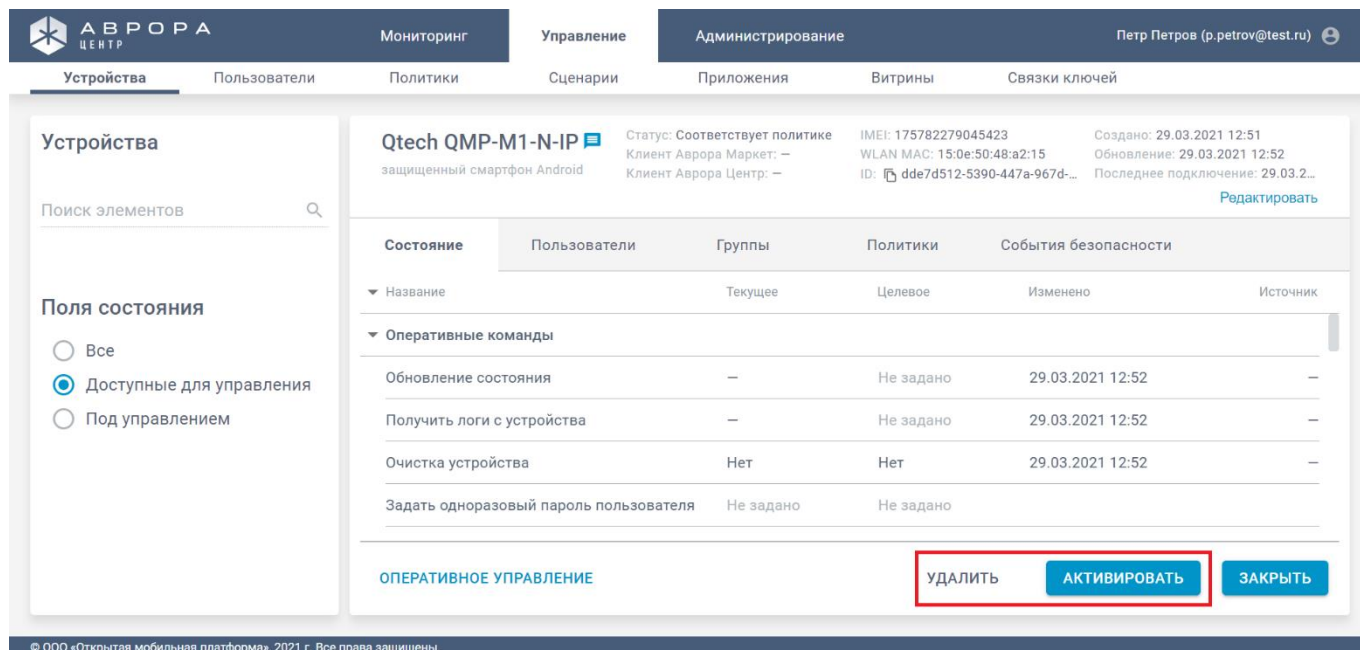 АВРОРА
ЦЕНТР
Мониторинг Управление Администрирование Петр Петров (p.petrov@test.ru)
Устройства Пользователи Политики Сценарии Приложения Витрины Связки ключей
Устройства
Поиск элементов
Поля состояния
Все
Доступные для управления
Под управлением
Qtech QMP-M1-N-IP
защищенный смартфон Android
Статус: Соответствует политике
Клиент Аврора Маркет: —
Клиент Аврора Центр: —
IMEI: 175782279045423
WLAN MAC: 15:0e:50:48:a2:15
ID: dde7d512-5390-447a-967d-...
Создано: 29.03.2021 12:51
Обновление: 29.03.2021 12:52
Последнее подключение: 29.03.2...
Редактировать
Состояние Пользователи Группы Политики События безопасности
Название Текущее Целевое Изменено Источник
Оперативные команды
Обновление состояния — Не задано 29.03.2021 12:52 —
Получить логи с устройства — Не задано 29.03.2021 12:52 —
Очистка устройства Нет Нет 29.03.2021 12:52 —
Задать одноразовый пароль пользователя Не задано Не задано
ОПЕРАТИВНОЕ УПРАВЛЕНИЕ УДАЛИТЬ АКТИВИРОВАТЬ ЗАКРЫТЬ
© ООО «Открытая мобильная платформа», 2021 г. Все права защищены